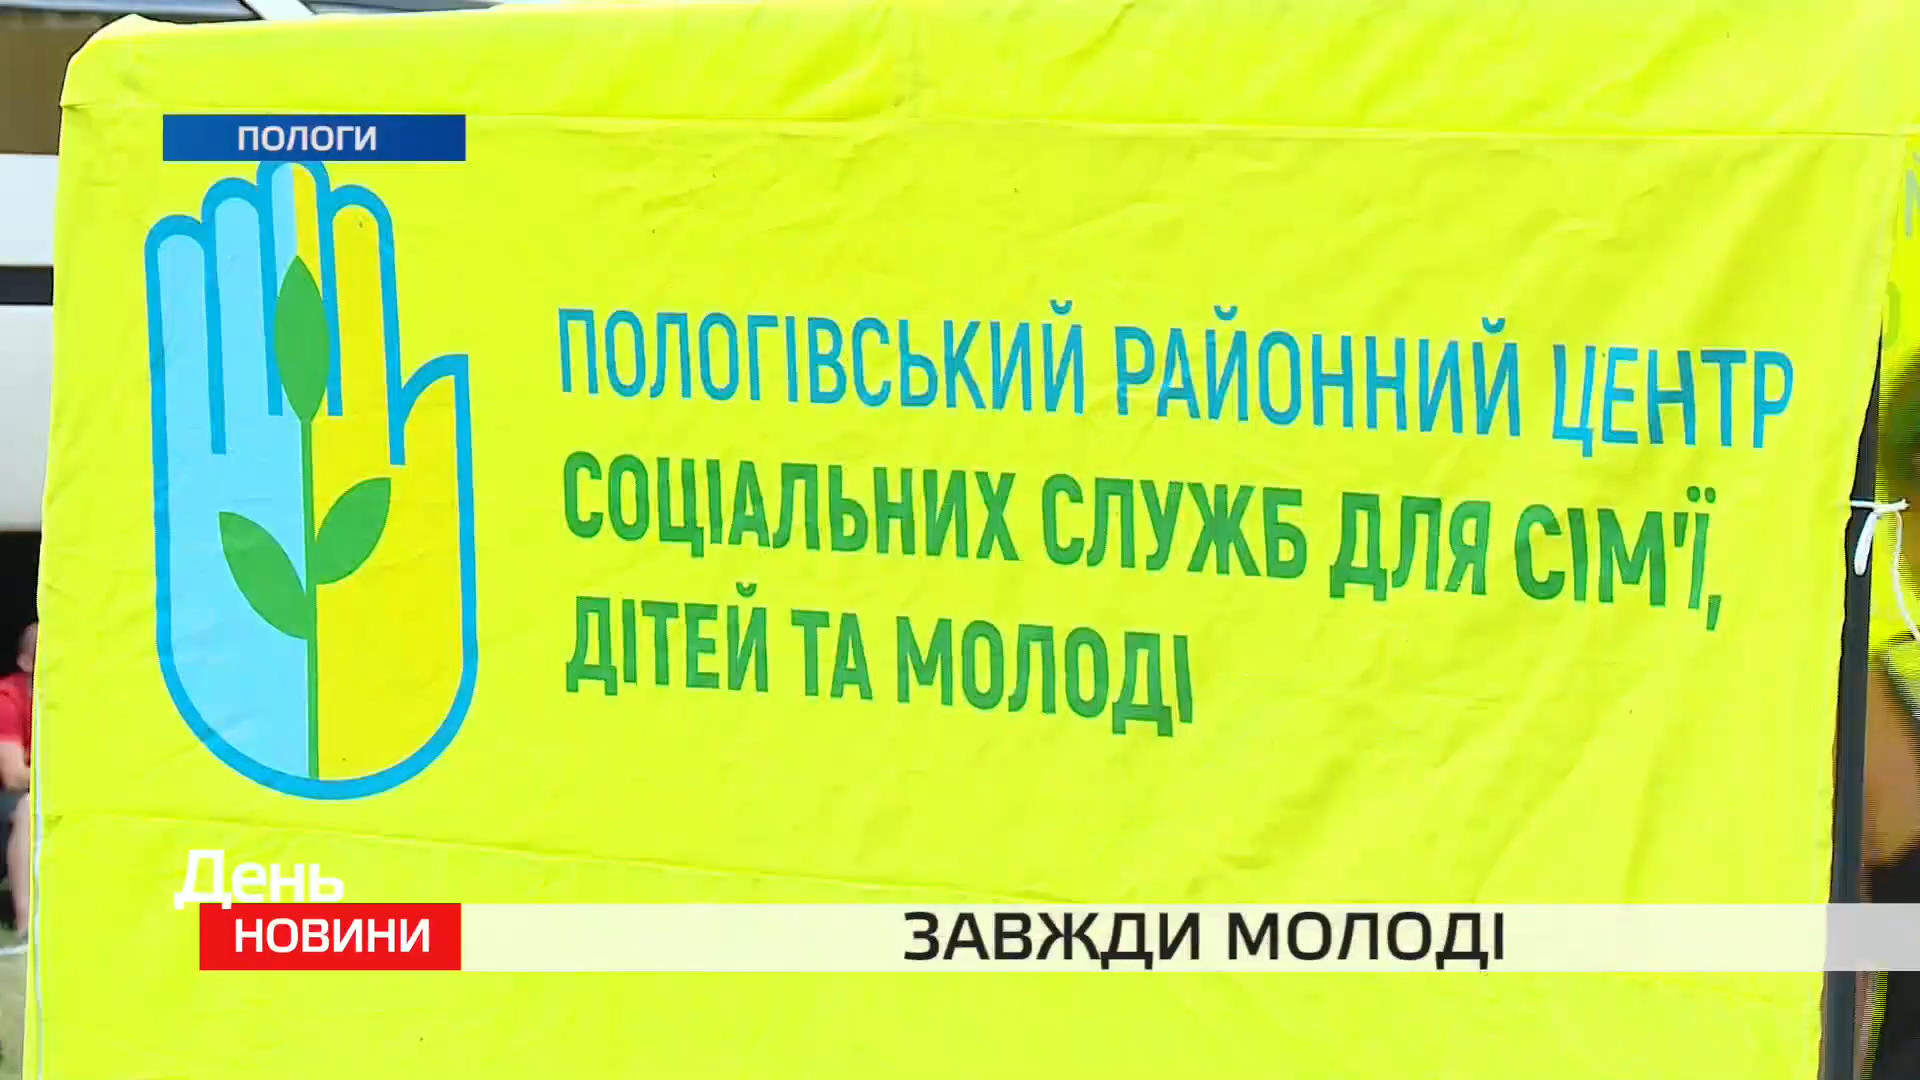 ПОЛОГИ
ПОЛОГІВСЬКИЙ РАЙОННИЙ ЦЕНТР
СОЦІАЛЬНИХ СЛУЖБ ДЛЯ СІМ'Ї,
ДІТЕЙ ТА МОЛОДІ
День
НОВИНИ
ЗАВЖДИ МОЛОДІ